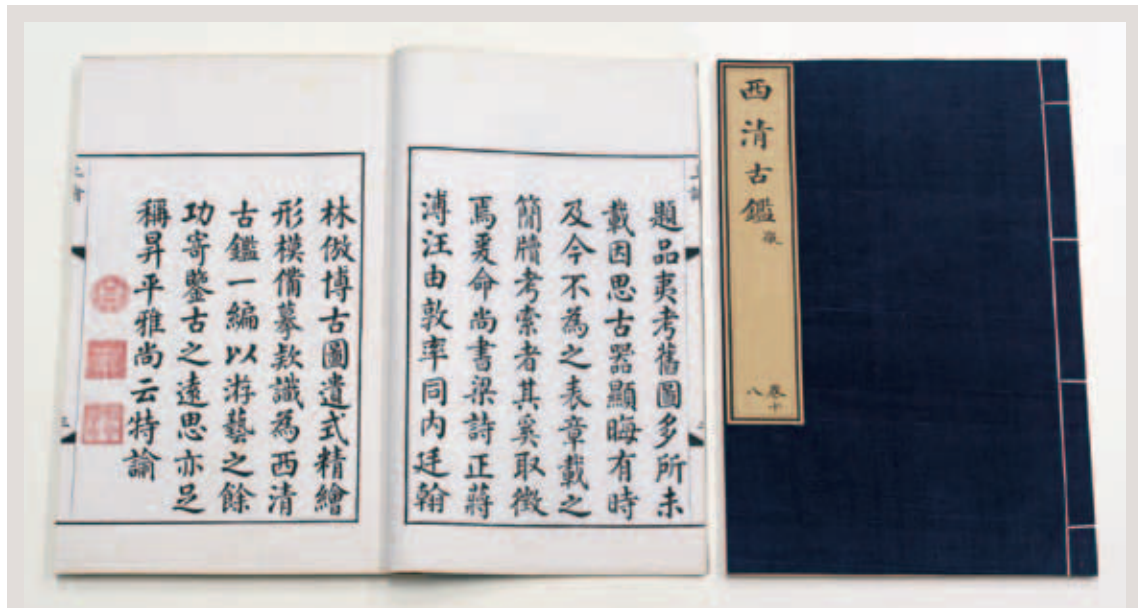 題品夷考舊圖多所未
載因思古器顯晦有時
及今不為之表章載之
簡牘考索者其奚取徵
焉爰命尚書梁詩正蔣
溥汪由敦率同內廷翰
林倣博古圖遺式精繪
形模備摹款識為西清
古鑑一編以游藝之餘
功寄鑒古之遠思亦足
稱昇平雅尚云特諭
上諭
西清古鑑
卷十
八